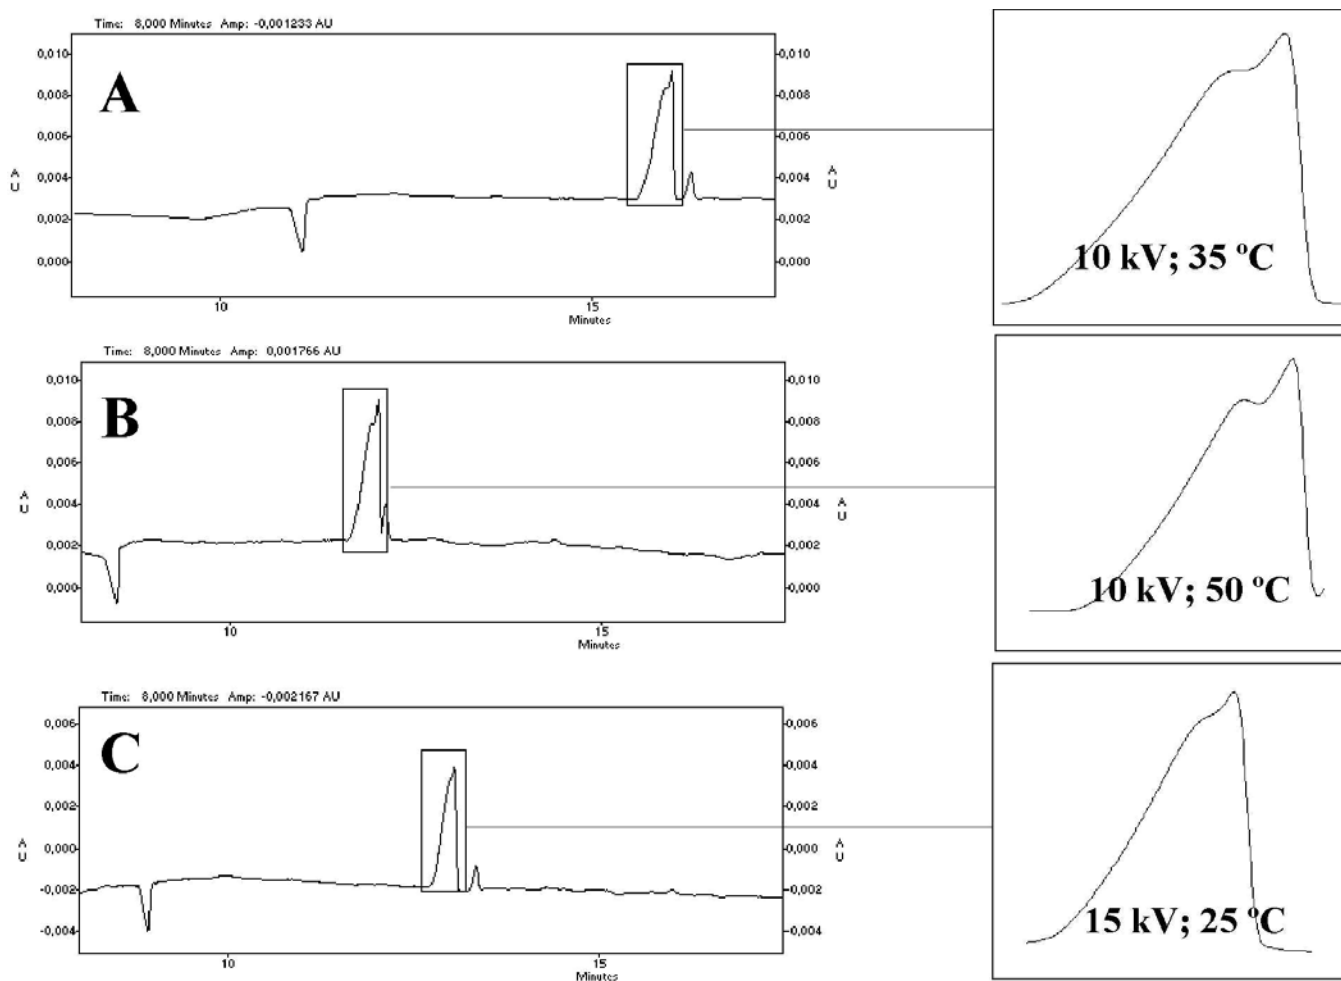 Time: 8,000 Minutes Amp: -0,001233 AU
A
0,010
0,008
0,006
0,004
0,002
0,000
A
U
0,010
0,008
0,006
0,004
0,002
0,000
A
U
10
15
Minutes
10 kV; 35 ºC
Time: 8,000 Minutes Amp: 0,001766 AU
B
0,010
0,008
0,006
0,004
0,002
0,000
A
U
0,010
0,008
0,006
0,004
0,002
0,000
A
U
10
15
Minutes
10 kV; 50 ºC
Time: 8,000 Minutes Amp: -0,002167 AU
C
0,006
0,004
0,002
0,000
-0,002
-0,004
A
U
0,006
0,004
0,002
0,000
-0,002
-0,004
A
U
10
15
Minutes
15 kV; 25 ºC